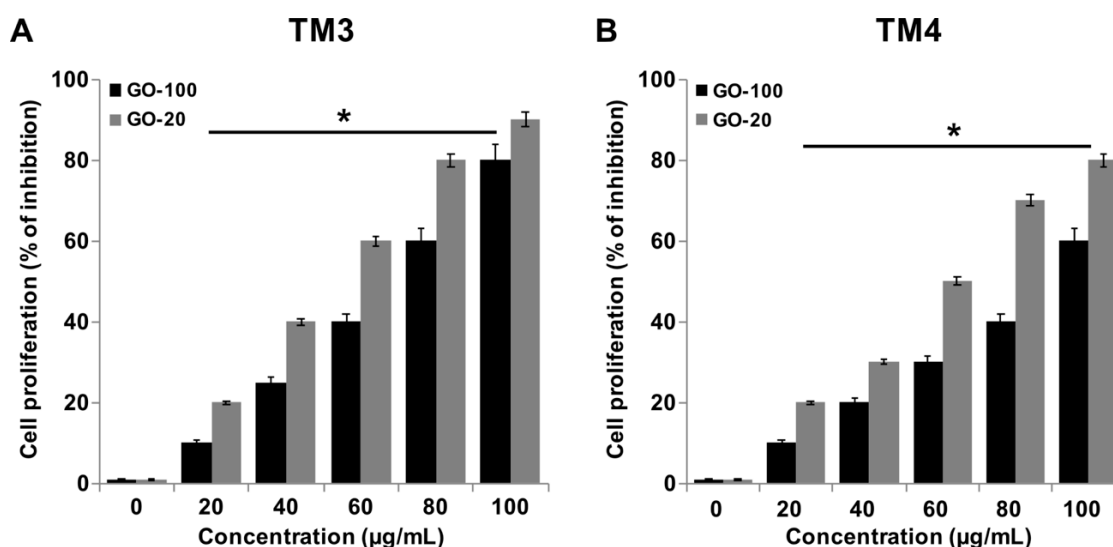 A
TM3
Cell proliferation (% of inhibition)
100
80
60
40
20
0
GO-100
GO-20
*
0 20 40 60 80 100
Concentration (µg/mL)
B
TM4
Cell proliferation (% of inhibition)
100
80
60
40
20
0
GO-100
GO-20
*
0 20 40 60 80 100
Concentration (µg/mL)